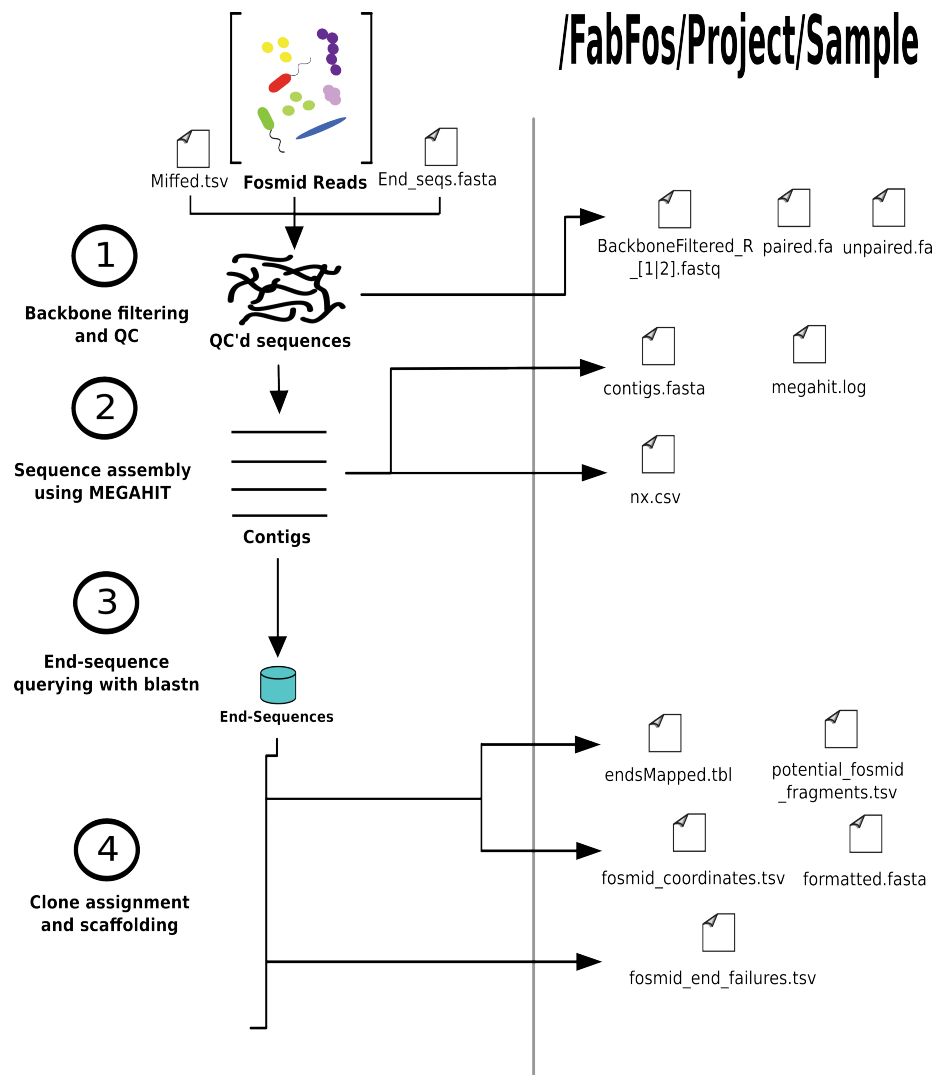 /FabFos/Project/Sample
Miffed.tsv
Fosmid Reads
End_seqs.fasta
1
Backbone filtering
and QC
QC'd sequences
BackboneFiltered_R
_[1|2].fastq
paired.fa
unpaired.fa
2
Sequence assembly
using MEGAHIT
Contigs
contigs.fasta
megahit.log
nx.csv
3
End-sequence
querying with blastn
End-Sequences
endsMapped.tbl
potential_fosmid
_fragments.tsv
4
Clone assignment
and scaffolding
fosmid_coordinates.tsv
formatted.fasta
fosmid_end_failures.tsv